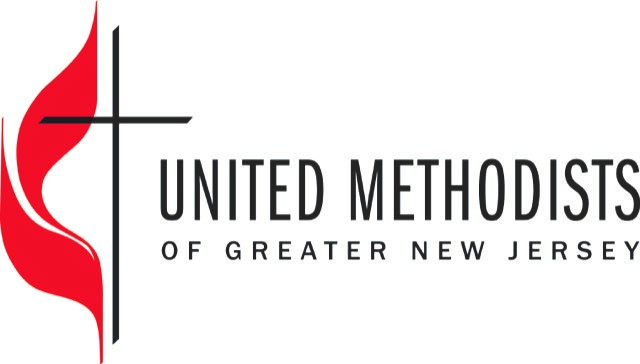 UNITED METHODISTS
OF GREATER NEW JERSEY